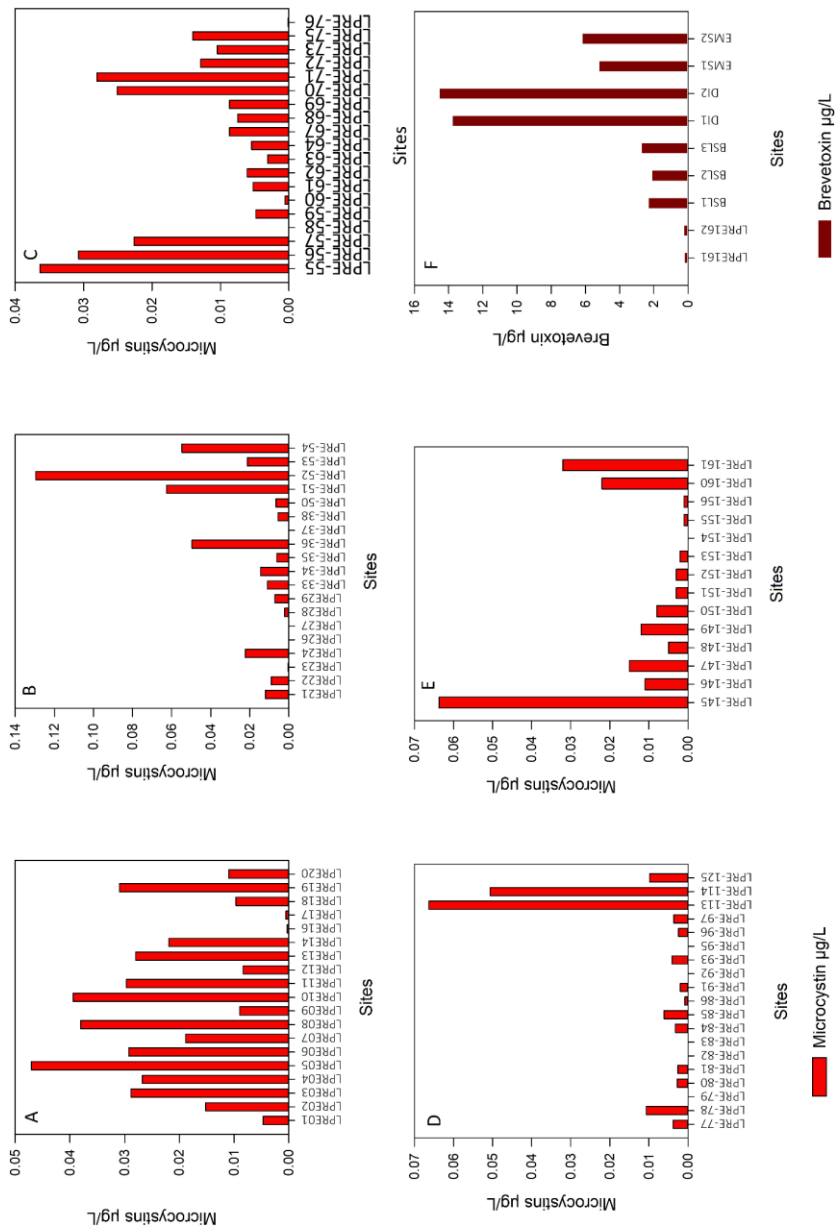 A
Microcystins µg/L
0.05
0.04
0.03
0.02
0.01
0.00
LPRE01
LPRE02
LPRE03
LPRE04
LPRE05
LPRE06
LPRE07
LPRE08
LPRE09
LPRE10
LPRE11
LPRE12
LPRE13
LPRE14
LPRE16
LPRE17
LPRE18
LPRE19
LPRE20
Sites
B
Microcystins µg/L
0.14
0.12
0.10
0.08
0.06
0.04
0.02
0.00
LPRE21
LPRE22
LPRE23
LPRE24
LPRE26
LPRE27
LPRE28
LPRE29
LPRE-33
LPRE-34
LPRE-35
LPRE-36
LPRE-37
LPRE-38
LPRE-50
LPRE-51
LPRE-52
LPRE-53
LPRE-54
Sites
C
Microcystins µg/L
0.04
0.03
0.02
0.01
0.00
LPRE-55
LPRE-56
LPRE-57
LPRE-58
LPRE-59
LPRE-60
LPRE-61
LPRE-62
LPRE-63
LPRE-64
LPRE-67
LPRE-68
LPRE-69
LPRE-70
LPRE-71
LPRE-72
LPRE-73
LPRE-75
LPRE-76
Sites
D
Microcystins µg/L
0.07
0.06
0.05
0.04
0.03
0.02
0.01
0.00
LPRE-77
LPRE-78
LPRE-79
LPRE-80
LPRE-81
LPRE-82
LPRE-83
LPRE-84
LPRE-85
LPRE-86
LPRE-91
LPRE-92
LPRE-93
LPRE-95
LPRE-96
LPRE-97
LPRE-113
LPRE-114
LPRE-125
Sites
E
Microcystins µg/L
0.07
0.06
0.05
0.04
0.03
0.02
0.01
0.00
LPRE-145
LPRE-146
LPRE-147
LPRE-148
LPRE-149
LPRE-150
LPRE-151
LPRE-152
LPRE-153
LPRE-154
LPRE-155
LPRE-156
LPRE-160
LPRE-161
Sites
F
Brevetoxin µg/L
16
14
12
10
8
6
4
2
0
LPRE161
LPRE162
BSL1
BSL2
BSL3
DI1
DI2
EMS1
EMS2
Sites
Microcystin µg/L
Brevetoxin µg/L